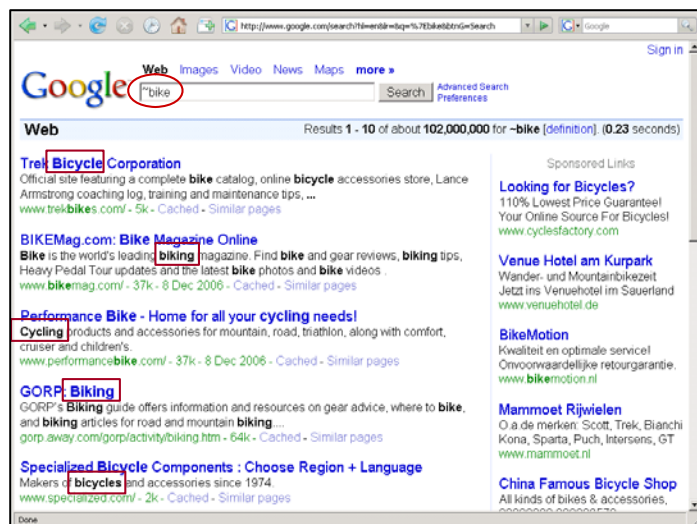 http://www.google.com/search?hl=en&lr=&q=%7Ebike&btnG=Search
Google
Sign in
Google
Web Images Video News Maps more »
~bike
Search
Advanced Search
Preferences
Web
Results 1 - 10 of about 102,000,000 for ~bike [definition]. (0.23 seconds)
Trek Bicycle Corporation
Official site featuring a complete bike catalog, online bicycle accessories store, Lance
Armstrong coaching log, training and maintenance tips, ...
www.trekbikes.com/ - 5k - Cached - Similar pages
BIKEMag.com: Bike Magazine Online
Bike is the world's leading biking magazine. Find bike and gear reviews, biking tips,
Heavy Pedal Tour updates and the latest bike photos and bike videos .
www.bikemag.com/ - 37k - 8 Dec 2006 - Cached - Similar pages
Performance Bike - Home for all your cycling needs!
Cycling products and accessories for mountain, road, triathlon, along with comfort,
cruiser and children's.
www.performancebike.com/ - 37k - 8 Dec 2006 - Cached - Similar pages
GORP: Biking
GORP's Biking guide offers information and resources on gear advice, where to bike,
and biking articles for road and mountain biking....
gorp.away.com/gorp/activity/biking.htm - 64k - Cached - Similar pages
Specialized Bicycle Components : Choose Region + Language
Makers of bicycles and accessories since 1974.
www.specialized.com/ - 2k - Cached - Similar pages
Sponsored Links
Looking for Bicycles?
110% Lowest Price Guarantee!
Your Online Source For Bicycles!
www.cyclesfactory.com
Venue Hotel am Kurpark
Wander- und Mountainbikezeit
Jetzt ins Venuehotel im Sauerland
www.venuehotel.de
BikeMotion
Kwaliteit en optimale service!
Onvoorwaardelijke retourgarantie.
www.bikemotion.nl
Mammoet Rijwielen
O.a.de merken: Scott, Trek, Bianchi
Kona, Sparta, Puch, Intersens, GT
www.mammoet.nl
China Famous Bicycle Shop
All kinds of bikes & accessories,
Done